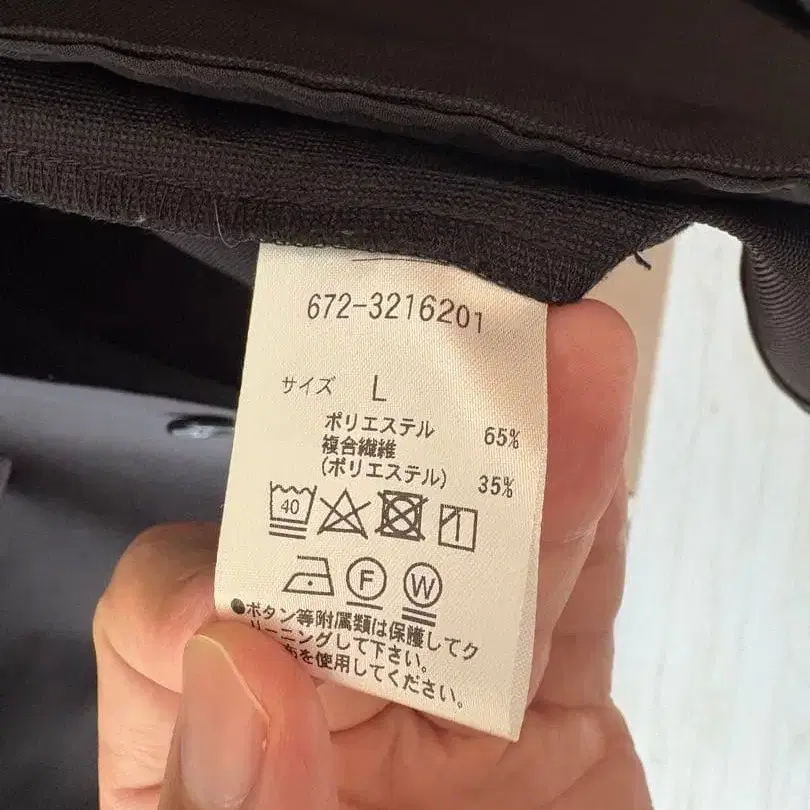 672-3216201
サイズ L
ポリエステル 65%
複合繊維
(ポリエステル) 35%
40
F W
●ボタン等附属類は保護してク
リーニングして下さい。
布を使用してください。